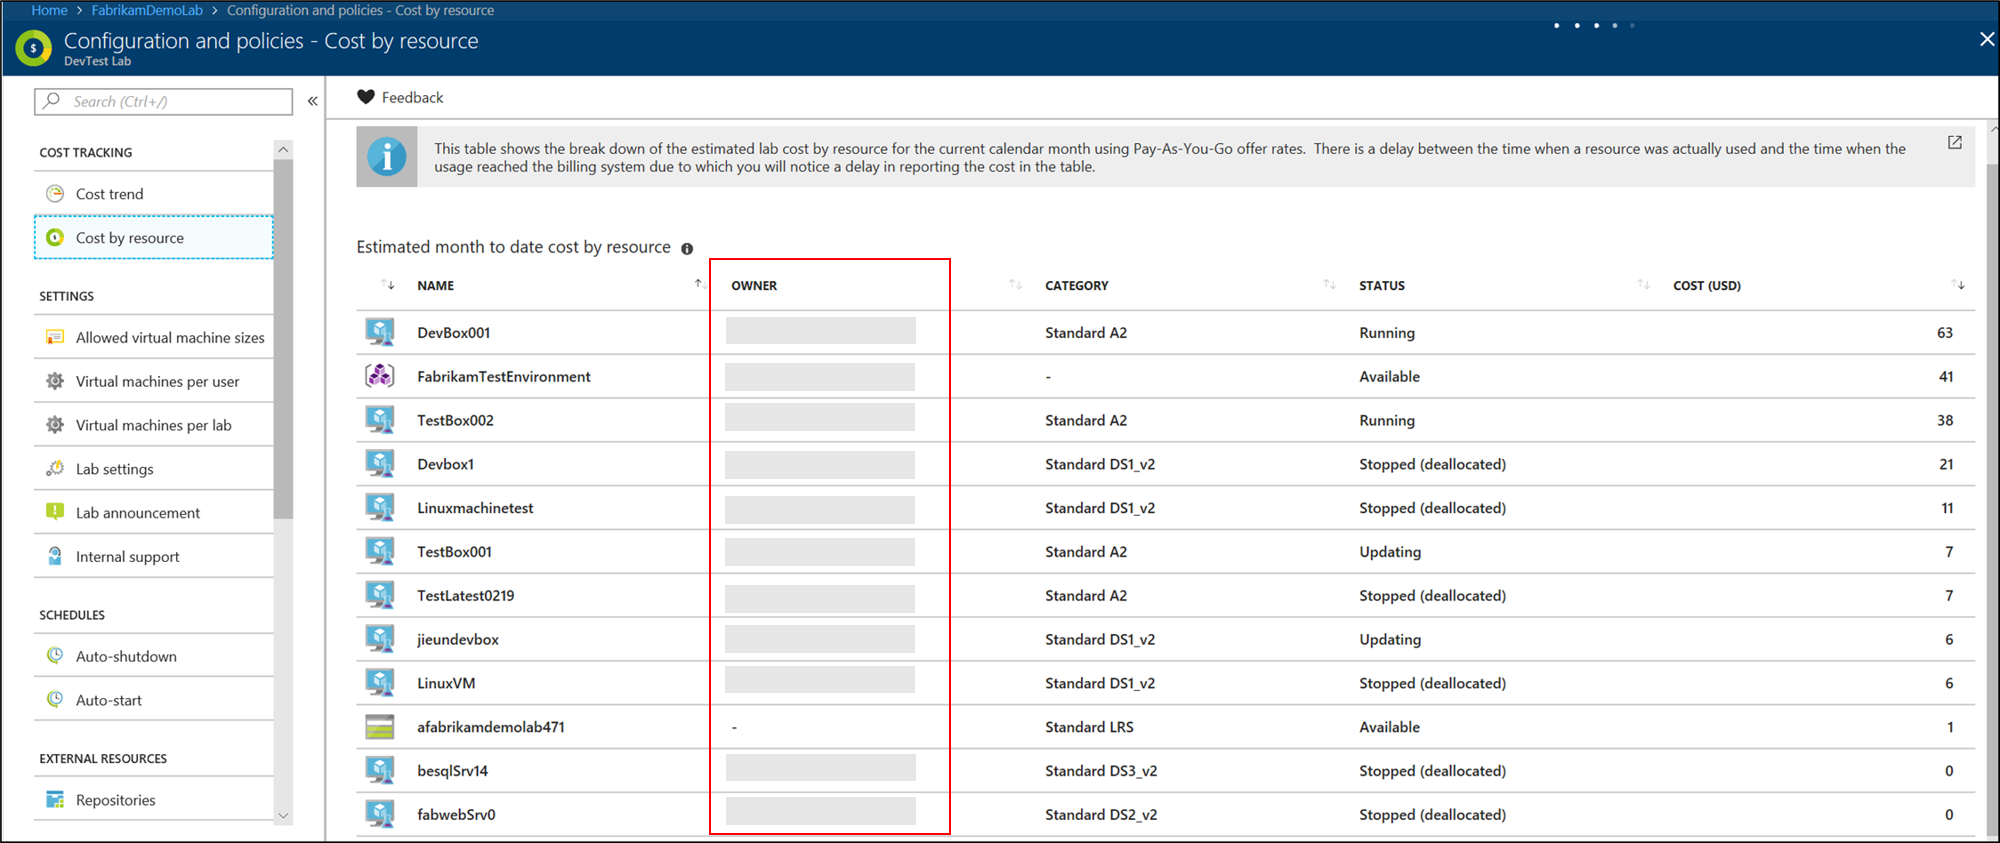 Home > FabrikamDemoLab > Configuration and policies - Cost by resource
Configuration and policies - Cost by resource
DevTest Lab
Search (Ctrl+/)
COST TRACKING
Cost trend
Cost by resource
SETTINGS
Allowed virtual machine sizes
Virtual machines per user
Virtual machines per lab
Lab settings
Lab announcement
Internal support
SCHEDULES
Auto-shutdown
Auto-start
EXTERNAL RESOURCES
Repositories
Feedback
This table shows the break down of the estimated lab cost by resource for the current calendar month using Pay-As-You-Go offer rates. There is a delay between the time when a resource was actually used and the time when the
usage reached the billing system due to which you will notice a delay in reporting the cost in the table.
Estimated month to date cost by resource
NAME OWNER CATEGORY STATUS COST (USD)
DevBox001 Standard A2 Running 63
FabrikamTestEnvironment - Available 41
TestBox002 Standard A2 Running 38
Devbox1 Standard DS1_v2 Stopped (deallocated) 21
Linuxmachinetest Standard DS1_v2 Stopped (deallocated) 11
TestBox001 Standard A2 Updating 7
TestLatest0219 Standard A2 Stopped (deallocated) 7
jieundevbox Standard DS1_v2 Updating 6
LinuxVM Standard DS1_v2 Stopped (deallocated) 6
afabrikamdemolab471 - Standard LRS Available 1
besqlSrv14 Standard DS3_v2 Stopped (deallocated) 0
fabwebSrv0 Standard DS2_v2 Stopped (deallocated) 0